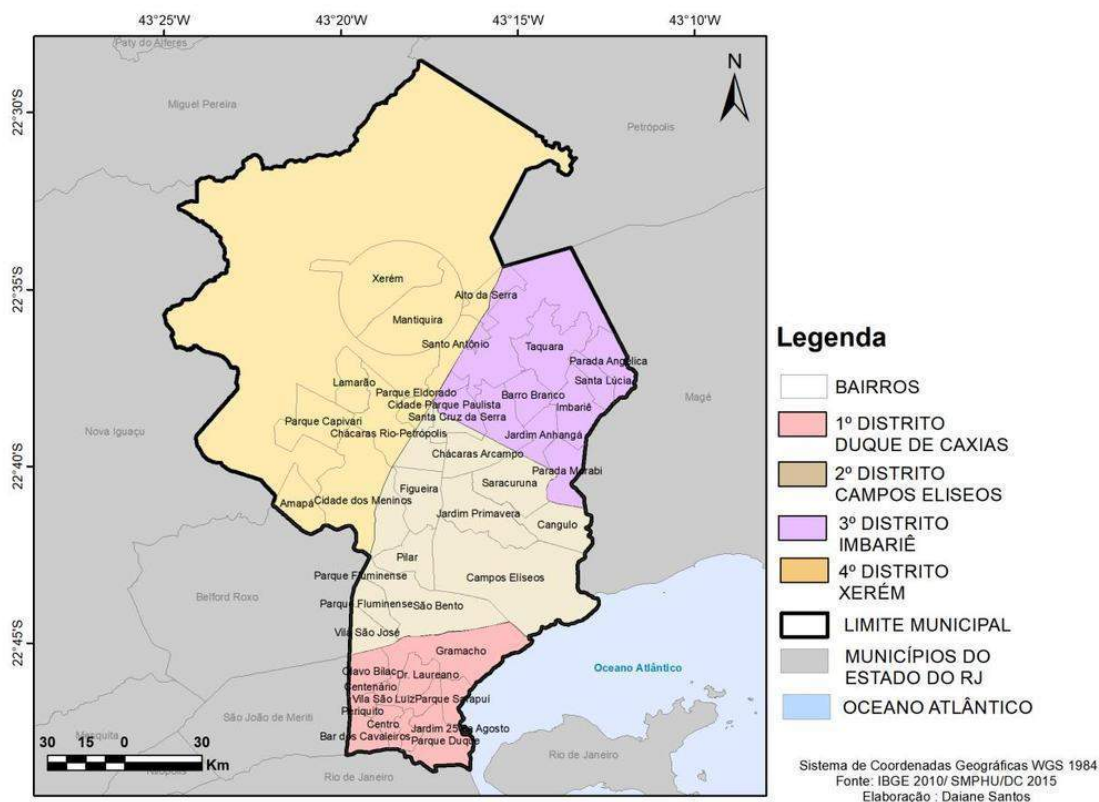 43°25'W
43°20'W
43°15'W
43°10'W
22°30'S
22°35'S
22°40'S
22°45'S
Paty do Alferes
Miguel Pereira
N
Petrópolis
Xerém
Alto da Serra
Mantiquira
Santo Antônio
Taquara
Parada Angélica
Lamarão
Santa Lúcia
Parque Eldorado
Barro Branco
Magé
Cidade Parque Paulista
Imbariê
Santa Cruz da Serra
Parque Capivari
Nova Iguaçu
Chácaras Rio-Petrópolis
Jardim Anhangá
Chácaras Arcampo
Parada Morabi
Saracuruna
Figueira
Amapá
Cidade dos Meninos
Jardim Primavera
Cangulo
Pilar
Parque Fluminense
Campos Elíseos
Belford Roxo
Parque Fluminense
São Bento
Vila São José
Gramacho
Oceano Atlântico
Olavo Bilac
Dr. Laureano
Centenário
Vila São Luiz
Parque Sarapuí
Periquito
São João de Meriti
Centro
Jardim 25 de Agosto
Mesquita
Bar dos Cavaleiros
Parque Duque
Rio de Janeiro
Nilópolis
Rio de Janeiro
30 15 0 30
Km
Legenda
BAIRROS
1º DISTRITO
DUQUE DE CAXIAS
2º DISTRITO
CAMPOS ELISEOS
3º DISTRITO
IMBARIÊ
4º DISTRITO
XERÉM
LIMITE MUNICIPAL
MUNICÍPIOS DO
ESTADO DO RJ
OCEANO ATLÂNTICO
Sistema de Coordenadas Geográficas WGS 1984
Fonte: IBGE 2010/ SMPHU/DC 2015
Elaboração : Daiane Santos